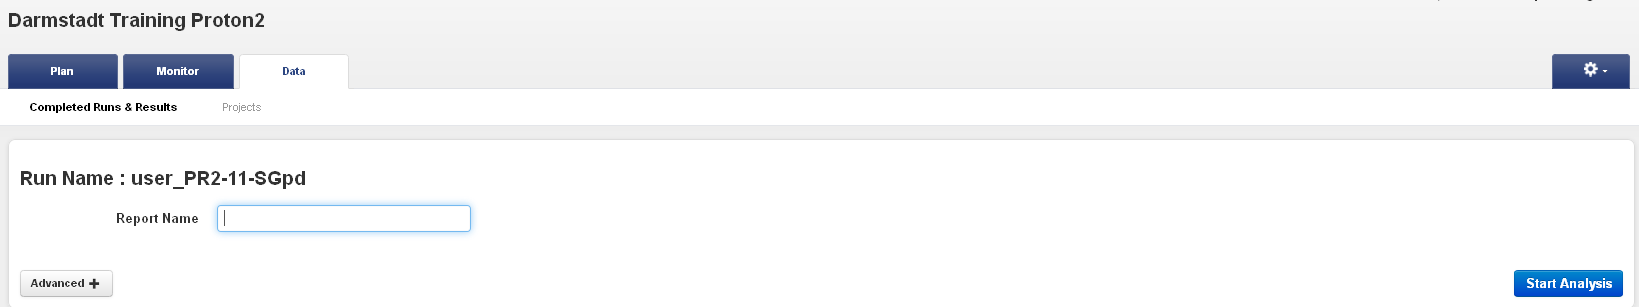 Darmstadt Training Proton2
Plan Monitor Data
Completed Runs & Results Projects
Run Name : user_PR2-11-SGpd
Report Name
Advanced +
Start Analysis